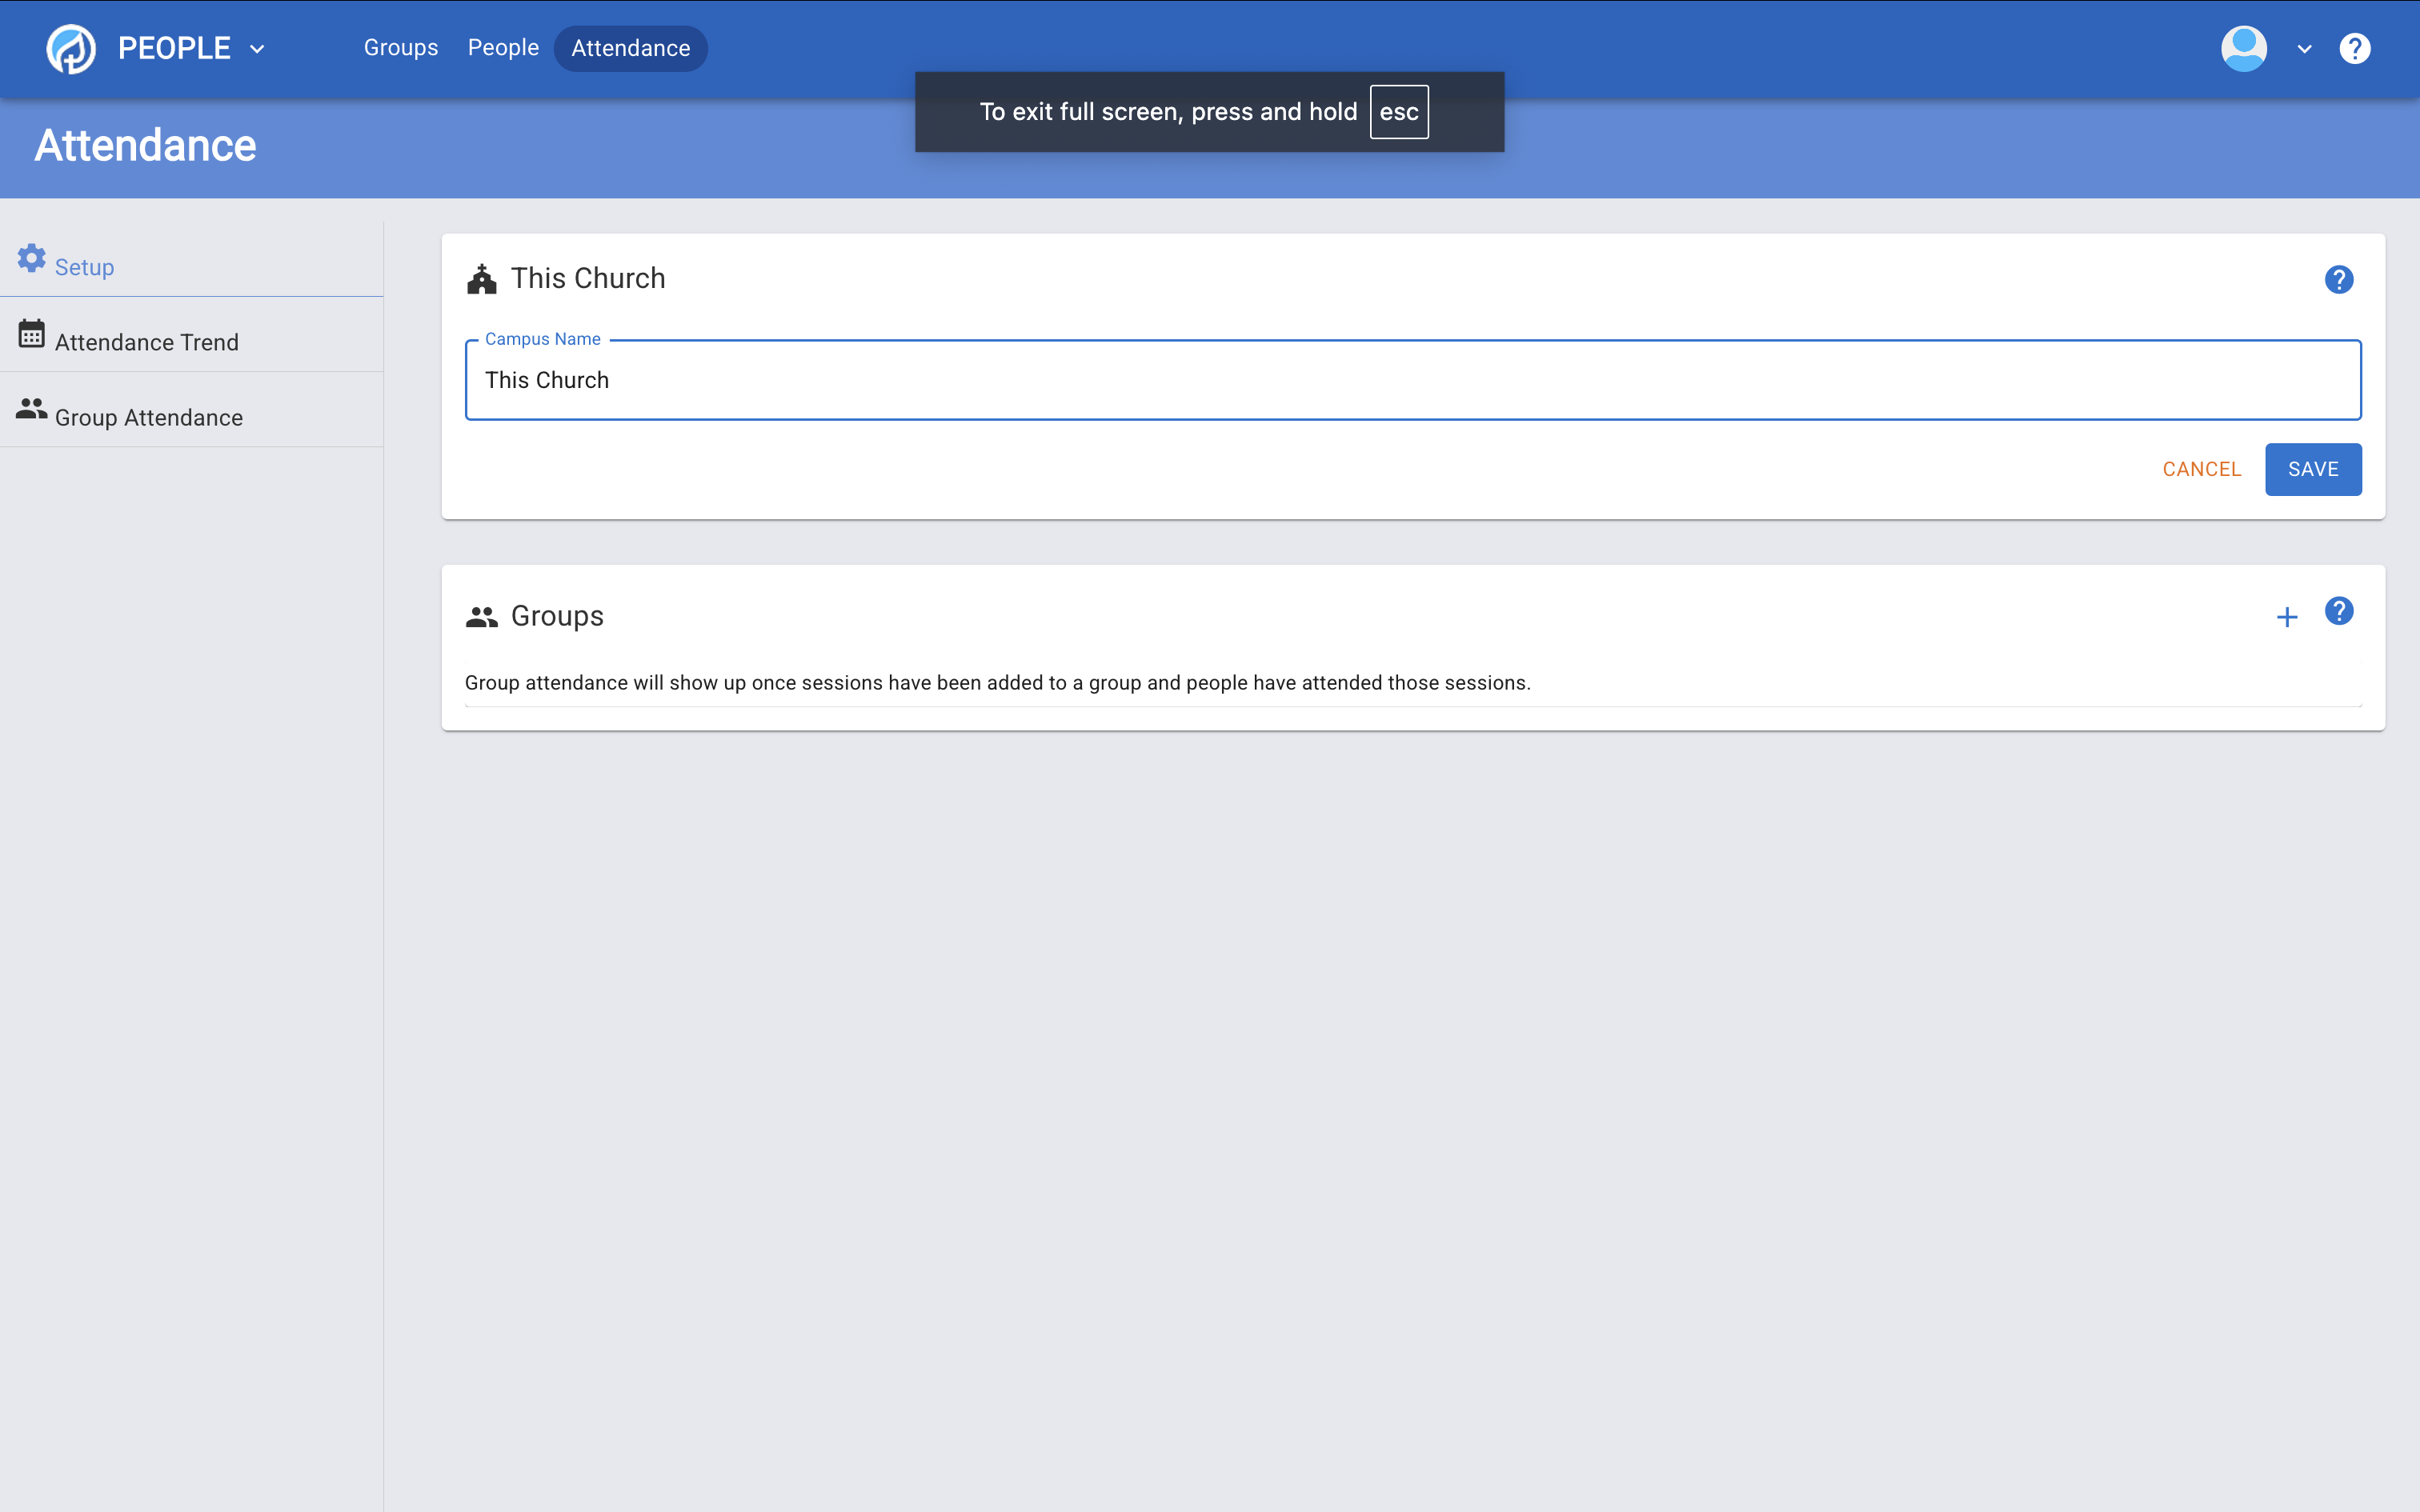 PEOPLE
Groups
People
Attendance
To exit full screen, press and hold esc
Attendance
Setup
Attendance Trend
Group Attendance
This Church
Campus Name
This Church
CANCEL
SAVE
Groups
Group attendance will show up once sessions have been added to a group and people have attended those sessions.